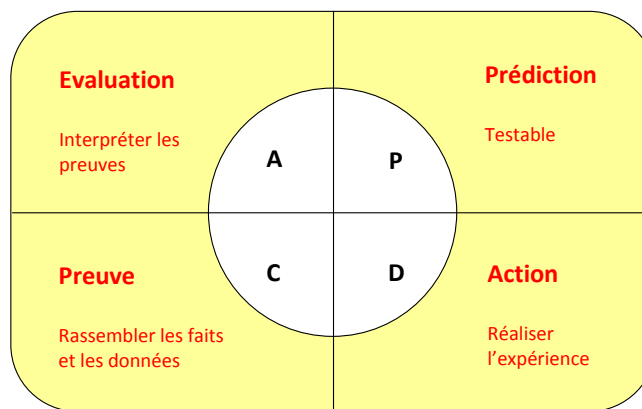 Evaluation
Interpréter les
preuves
Prédiction
Testable
A
P
C
D
Preuve
Rassembler les faits
et les données
Action
Réaliser
l'expérience